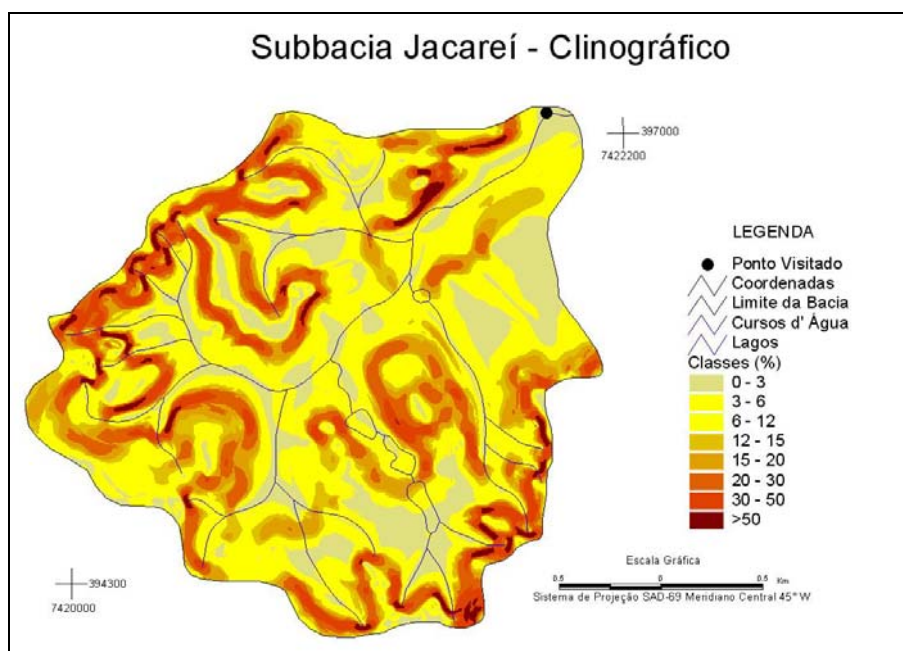 Subbacia Jacareí - Clinográfico
397000
7422200
LEGENDA
Ponto Visitado
Coordenadas
Limite da Bacia
Cursos d' Água
Lagos
Classes (%)
0 - 3
3 - 6
6 - 12
12 - 15
15 - 20
20 - 30
30 - 50
>50
394300
7420000
Escala Gráfica
0.5 0 0.5 Km
Sistema de Projeção SAD-69 Meridiano Central 45° W